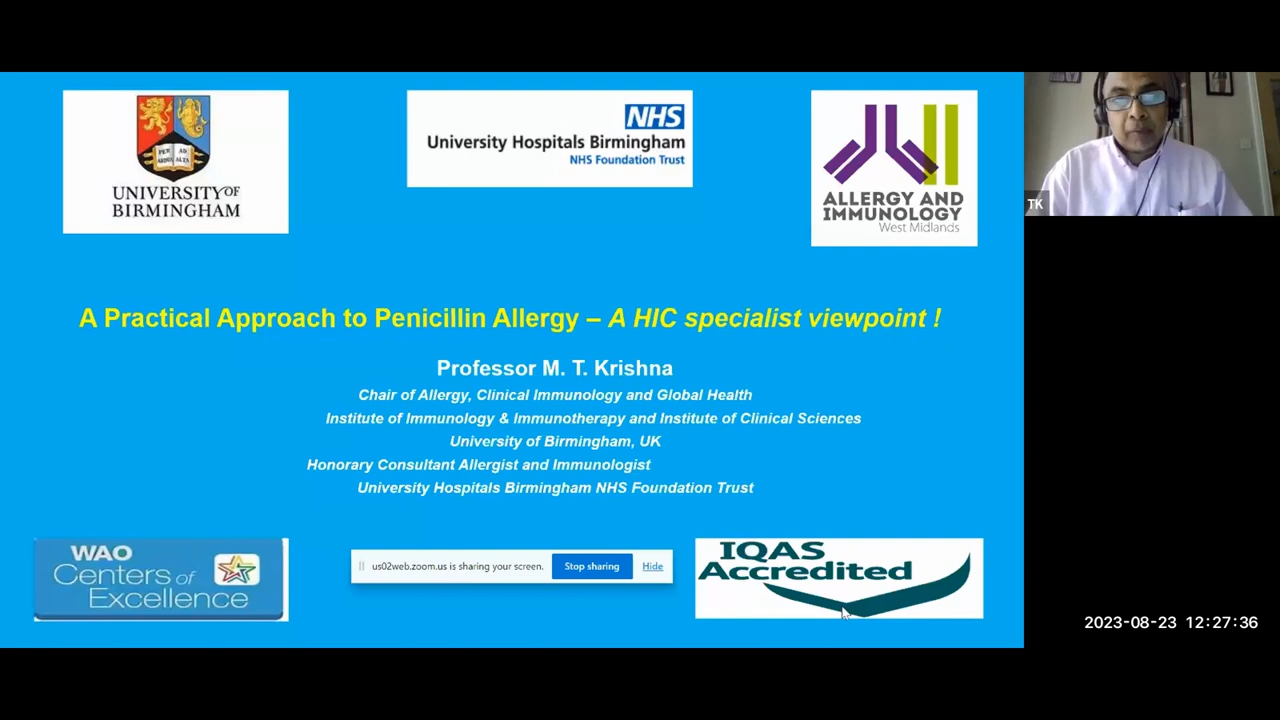 UNIVERSITY OF
BIRMINGHAM
PER AD
ARDUA ALTA
NHS
University Hospitals Birmingham
NHS Foundation Trust
ALLERGY AND
IMMUNOLOGY
West Midlands
TK
A Practical Approach to Penicillin Allergy – A HIC specialist viewpoint !
Professor M. T. Krishna
Chair of Allergy, Clinical Immunology and Global Health
Institute of Immunology & Immunotherapy and Institute of Clinical Sciences
University of Birmingham, UK
Honorary Consultant Allergist and Immunologist
University Hospitals Birmingham NHS Foundation Trust
WAO
Centers of
Excellence
us02web.zoom.us is sharing your screen. Stop sharing Hide
IQAS
Accredited
2023-08-23 12:27:36